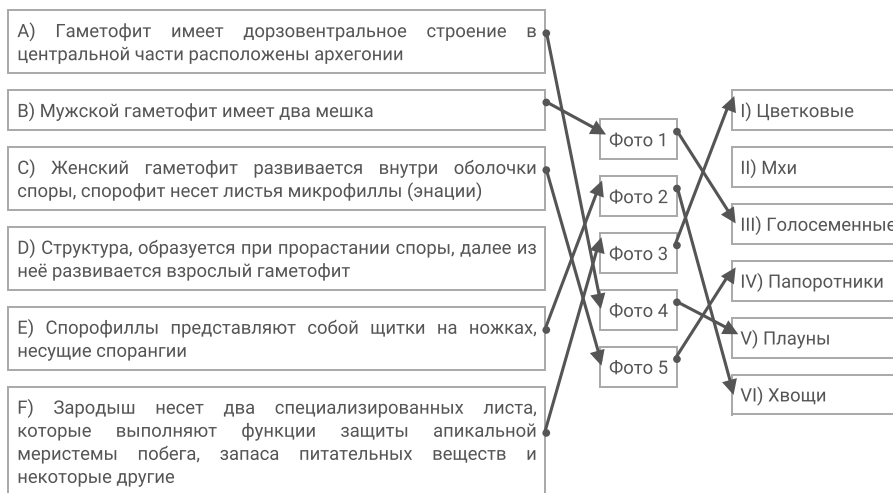 A) Гаметофит имеет дорзовентральное строение в
центральной части расположены архегонии
B) Мужской гаметофит имеет два мешка
C) Женский гаметофит развивается внутри оболочки
споры, спорофит несет листья микрофиллы (энации)
D) Структура, образуется при прорастании споры, далее из
неё развивается взрослый гаметофит
E) Спорофиллы представляют собой щитки на ножках,
несущие спорангии
F) Зародыш несет два специализированных листа,
которые выполняют функции защиты апикальной
меристемы побега, запаса питательных веществ и
некоторые другие
Фото 1
Фото 2
Фото 3
Фото 4
Фото 5
I) Цветковые
II) Мхи
III) Голосеменные
IV) Папоротники
V) Плауны
VI) Хвощи